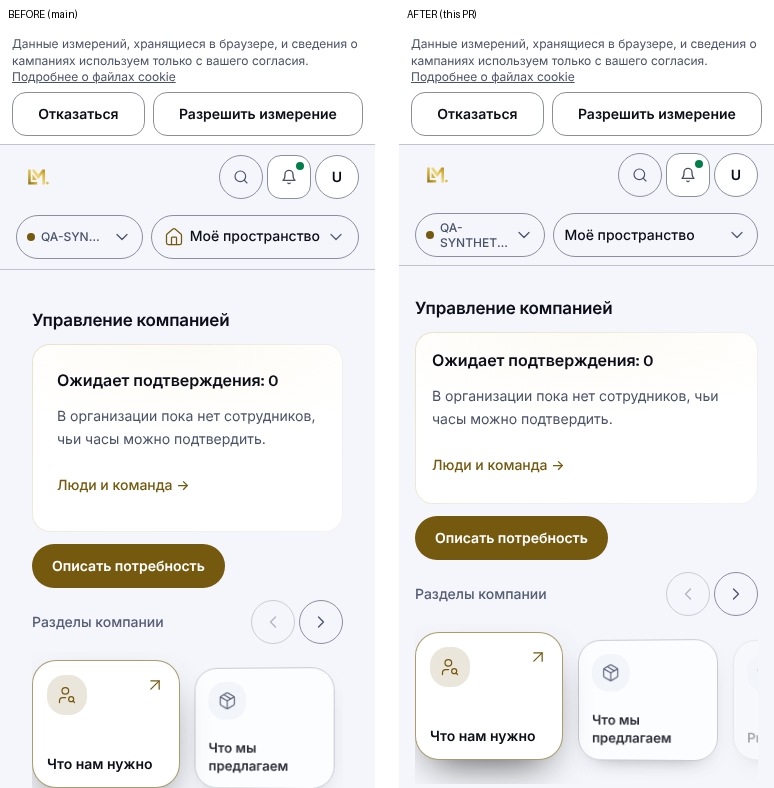 BEFORE (main)
Данные измерений, хранящиеся в браузере, и сведения о
кампаниях используем только с вашего согласия.
Подробнее о файлах cookie
Отказаться
Разрешить измерение
LM.
U
QA-SYN...
Моё пространство
Управление компанией
Ожидает подтверждения: 0
В организации пока нет сотрудников,
чьи часы можно подтвердить.
Люди и команда →
Описать потребность
Разделы компании
Что нам нужно
Что мы
предлагаем
AFTER (this PR)
Данные измерений, хранящиеся в браузере, и сведения о
кампаниях используем только с вашего согласия.
Подробнее о файлах cookie
Отказаться
Разрешить измерение
LM.
U
QA-
SYNTHET...
Моё пространство
Управление компанией
Ожидает подтверждения: 0
В организации пока нет сотрудников, чьи
часы можно подтвердить.
Люди и команда →
Описать потребность
Разделы компании
Что нам нужно
Что мы
предлагаем